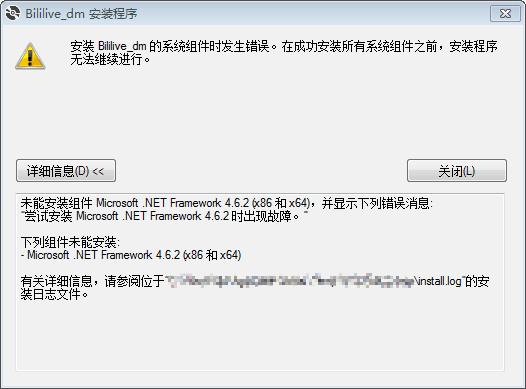 Bililive_dm 安装程序
安装 Bililive_dm 的系统组件时发生错误。在成功安装所有系统组件之前，安装程序
无法继续进行。
详细信息(D) <<
关闭(L)
未能安装组件 Microsoft .NET Framework 4.6.2 (x86 和 x64)，并显示下列错误消息:
"尝试安装 Microsoft .NET Framework 4.6.2 时出现故障。"
下列组件未能安装:
- Microsoft .NET Framework 4.6.2 (x86 和 x64)
有关详细信息，请参阅位于"\install.log"的安
装日志文件。